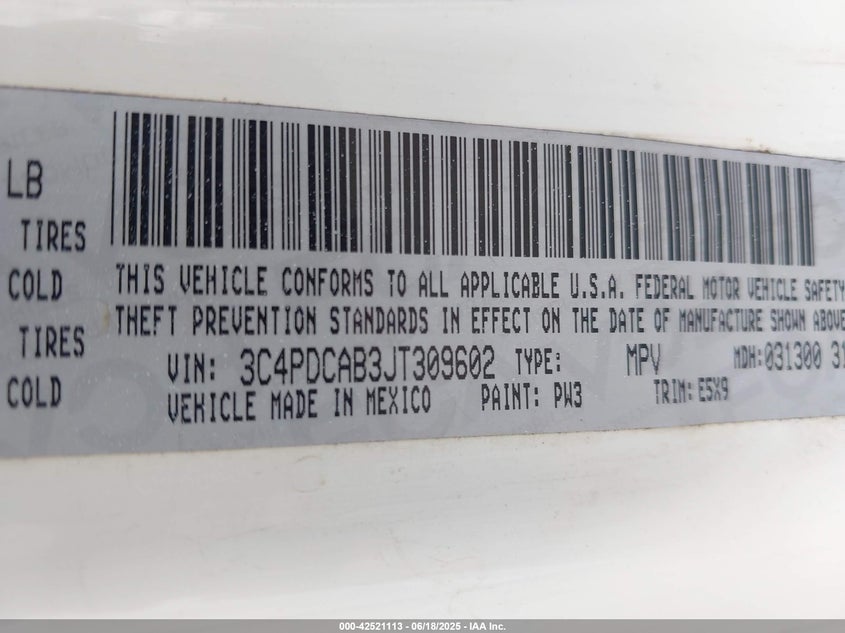 LB
TIRES
COLD
TIRES
COLD
THIS VEHICLE CONFORMS TO ALL APPLICABLE U.S.A. FEDERAL MOTOR VEHICLE SAFETY
THEFT PREVENTION STANDARDS IN EFFECT ON THE DATE OF MANUFACTURE SHOWN ABOVE
VIN: 3C4PDCAB3JT309602 TYPE: MPV MDH:031300 31
VEHICLE MADE IN MEXICO PAINT: PW3 TRIM: E5X9
000-42521113 - 06/18/2025 - IAA Inc.